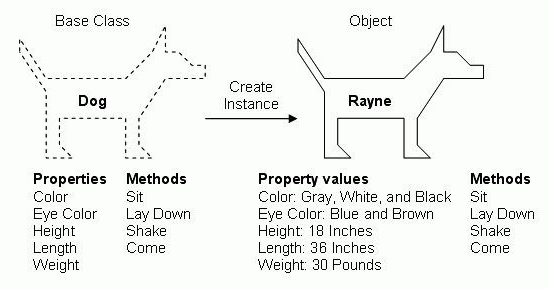 Base Class
Object
Dog
Create
Instance
Rayne
Properties
Color
Eye Color
Height
Length
Weight
Methods
Sit
Lay Down
Shake
Come
Property values
Color: Gray, White, and Black
Eye Color: Blue and Brown
Height: 18 Inches
Length: 36 Inches
Weight: 30 Pounds
Methods
Sit
Lay Down
Shake
Come